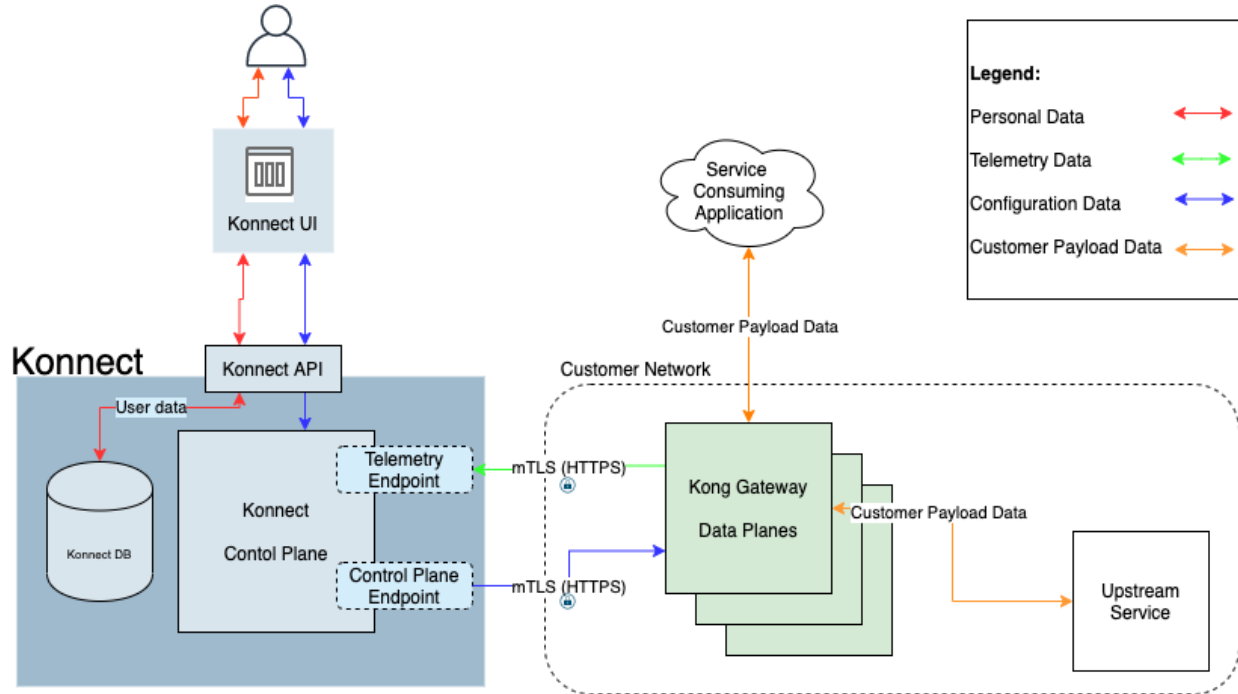 Legend:
Personal Data
Telemetry Data
Configuration Data
Customer Payload Data
Konnect UI
Service
Consuming
Application
Customer Payload Data
Konnect
Konnect API
Customer Network
User data
Telemetry
Endpoint
mTLS (HTTPS)
Kong Gateway
Data Planes
Customer Payload Data
Konnect
Contol Plane
Konnect DB
Control Plane
Endpoint
mTLS (HTTPS)
Upstream
Service